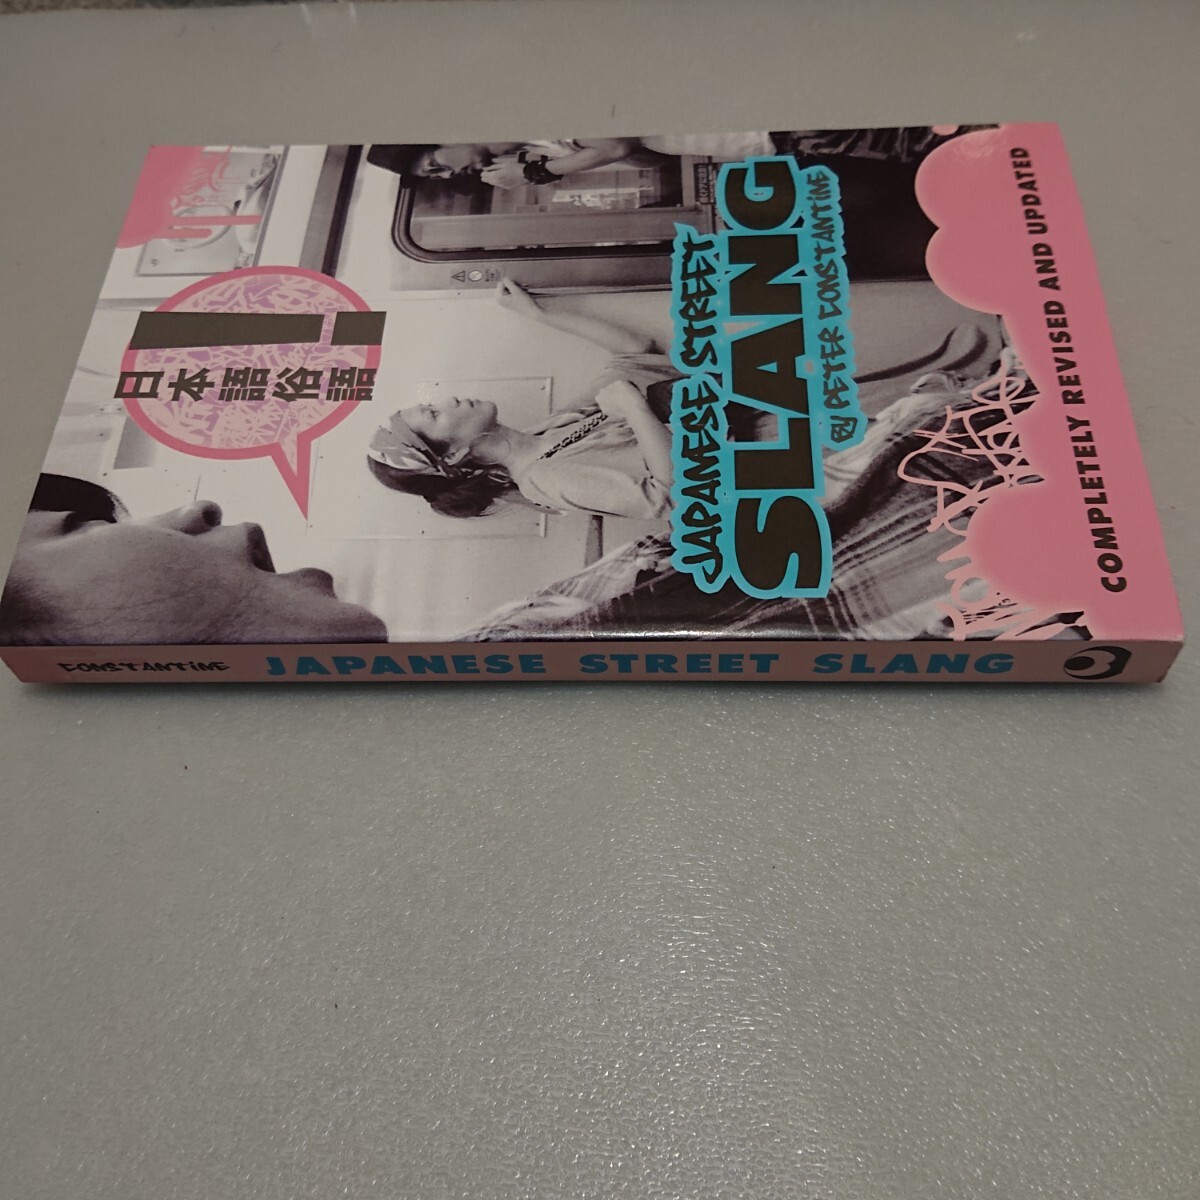 日本語俗語
JAPANESE STREET
SLANG
BY PETER CONSTANTINE
COMPLETELY REVISED AND UPDATED
CONSTANTINE JAPANESE STREET SLANG